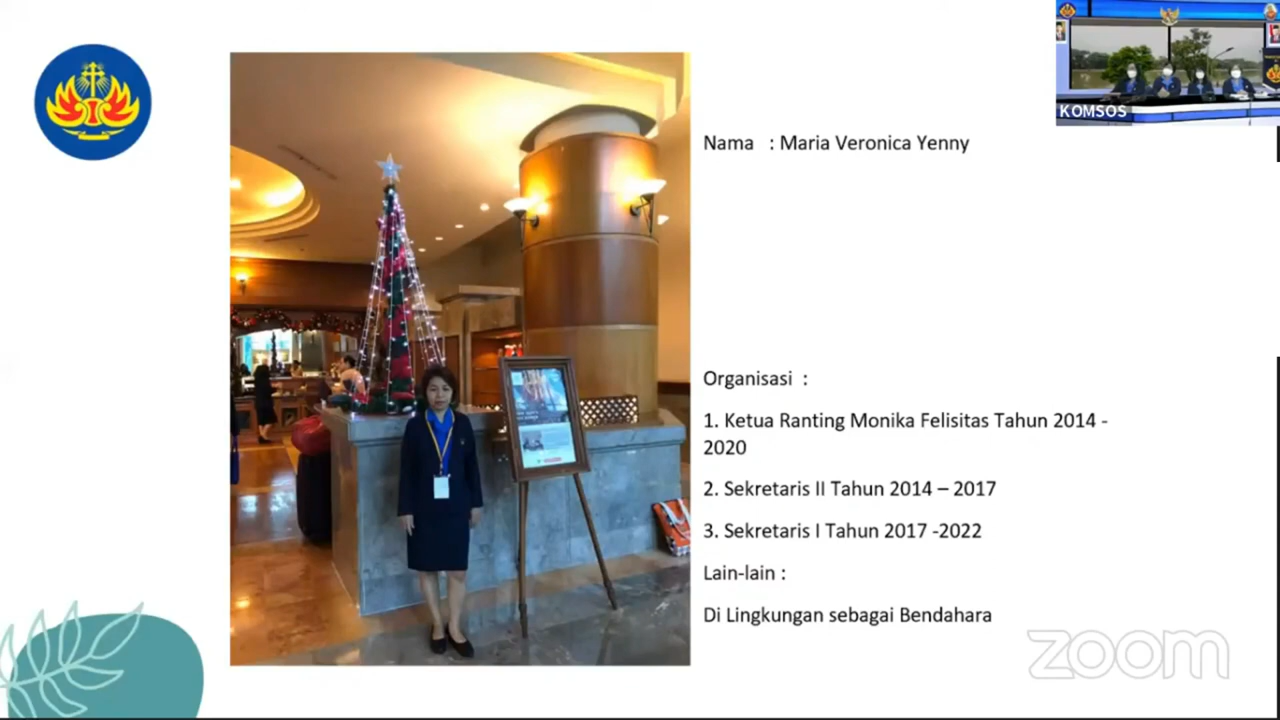 KOMSOS
Nama : Maria Veronica Yenny
Organisasi :
1. Ketua Ranting Monika Felisitas Tahun 2014 -
2020
2. Sekretaris II Tahun 2014 – 2017
3. Sekretaris I Tahun 2017 -2022
Lain-lain :
Di Lingkungan sebagai Bendahara
zoom